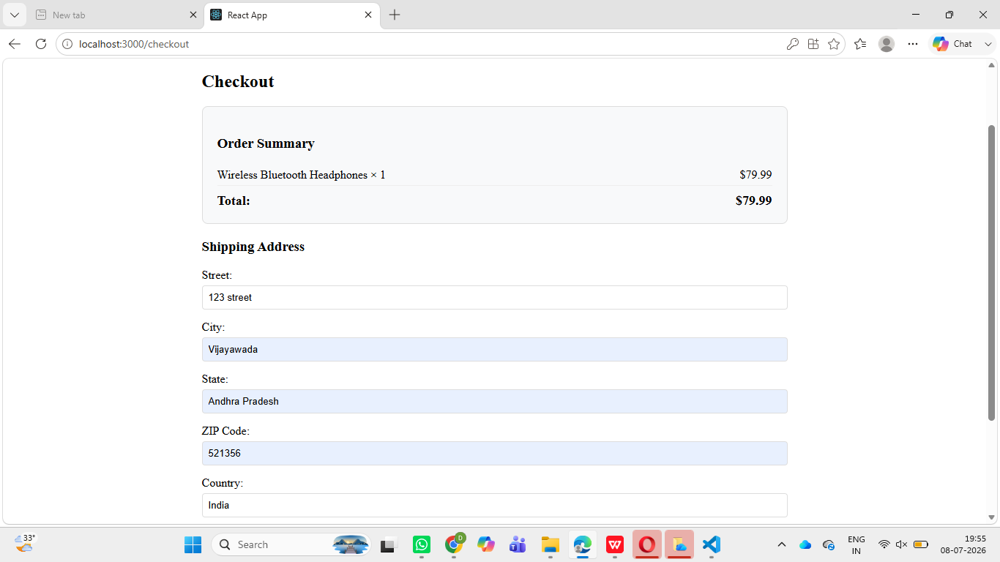 New tab
React App
localhost:3000/checkout
Chat
Checkout
Order Summary
Wireless Bluetooth Headphones × 1 $79.99
Total: $79.99
Shipping Address
Street:
123 street
City:
Vijayawada
State:
Andhra Pradesh
ZIP Code:
521356
Country:
India
33°
Search
D
ENG
IN
19:55
08-07-2026